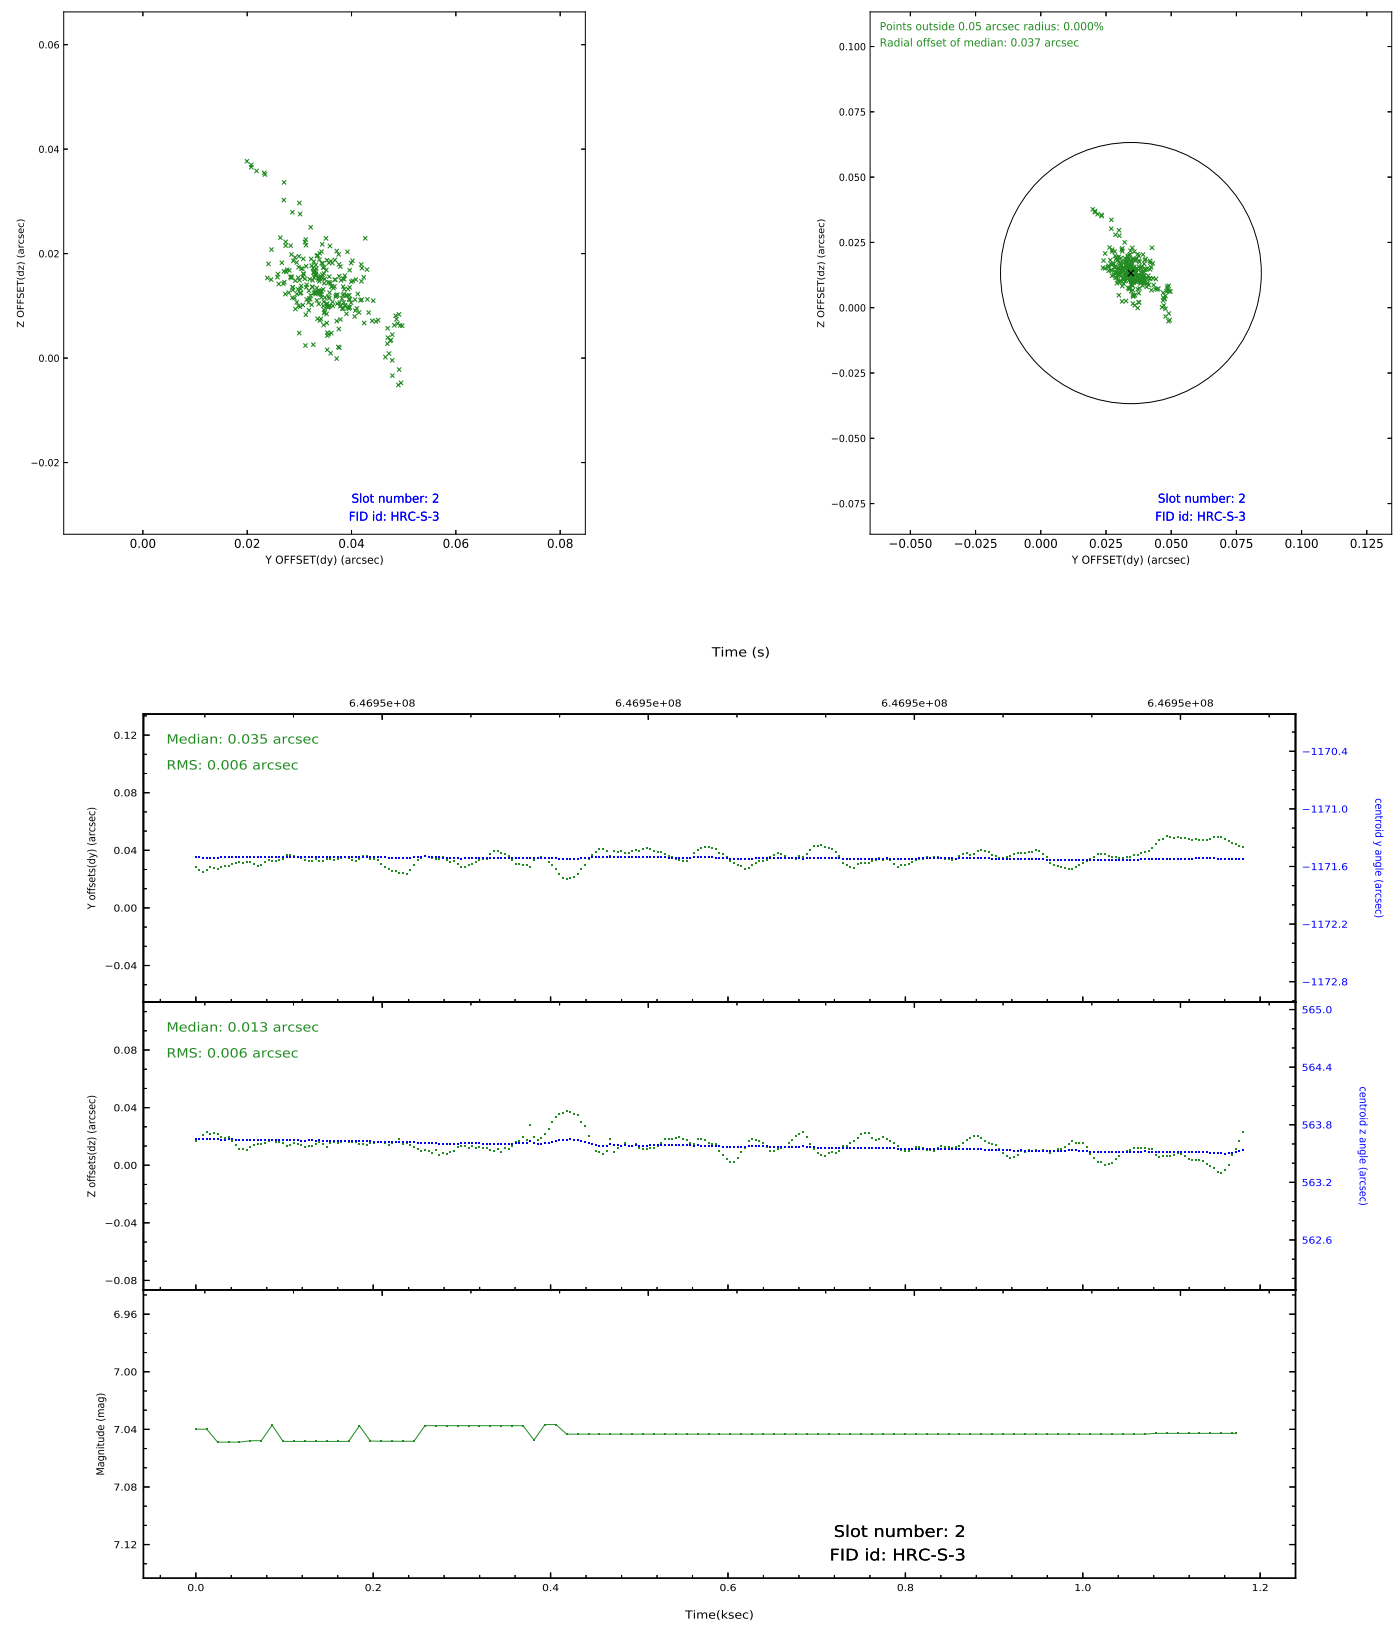 0.06
0.04
0.02
0.00
−0.02
Z OFFSET(dz) (arcsec)
Slot number: 2
FID id: HRC-S-3
0.00
0.02
0.04
0.06
0.08
Y OFFSET(dy) (arcsec)
Points outside 0.05 arcsec radius: 0.000%
Radial offset of median: 0.037 arcsec
0.100
0.075
0.050
0.025
0.000
−0.025
−0.050
−0.075
Z OFFSET(dz) (arcsec)
Slot number: 2
FID id: HRC-S-3
−0.050
−0.025
0.000
0.025
0.050
0.075
0.100
0.125
Y OFFSET(dy) (arcsec)
Time (s)
6.4695e+08
6.4695e+08
6.4695e+08
6.4695e+08
Median: 0.035 arcsec
RMS: 0.006 arcsec
0.12
0.08
0.04
0.00
−0.04
Y offsets(dy) (arcsec)
−1170.4
−1171.0
−1171.6
−1172.2
−1172.8
centroid y angle (arcsec)
Median: 0.013 arcsec
RMS: 0.006 arcsec
0.08
0.04
0.00
−0.04
−0.08
Z offsets(dz) (arcsec)
565.0
564.4
563.8
563.2
562.6
centroid z angle (arcsec)
6.96
7.00
7.04
7.08
7.12
Magnitude (mag)
Slot number: 2
FID id: HRC-S-3
0.0
0.2
0.4
0.6
0.8
1.0
1.2
Time(ksec)